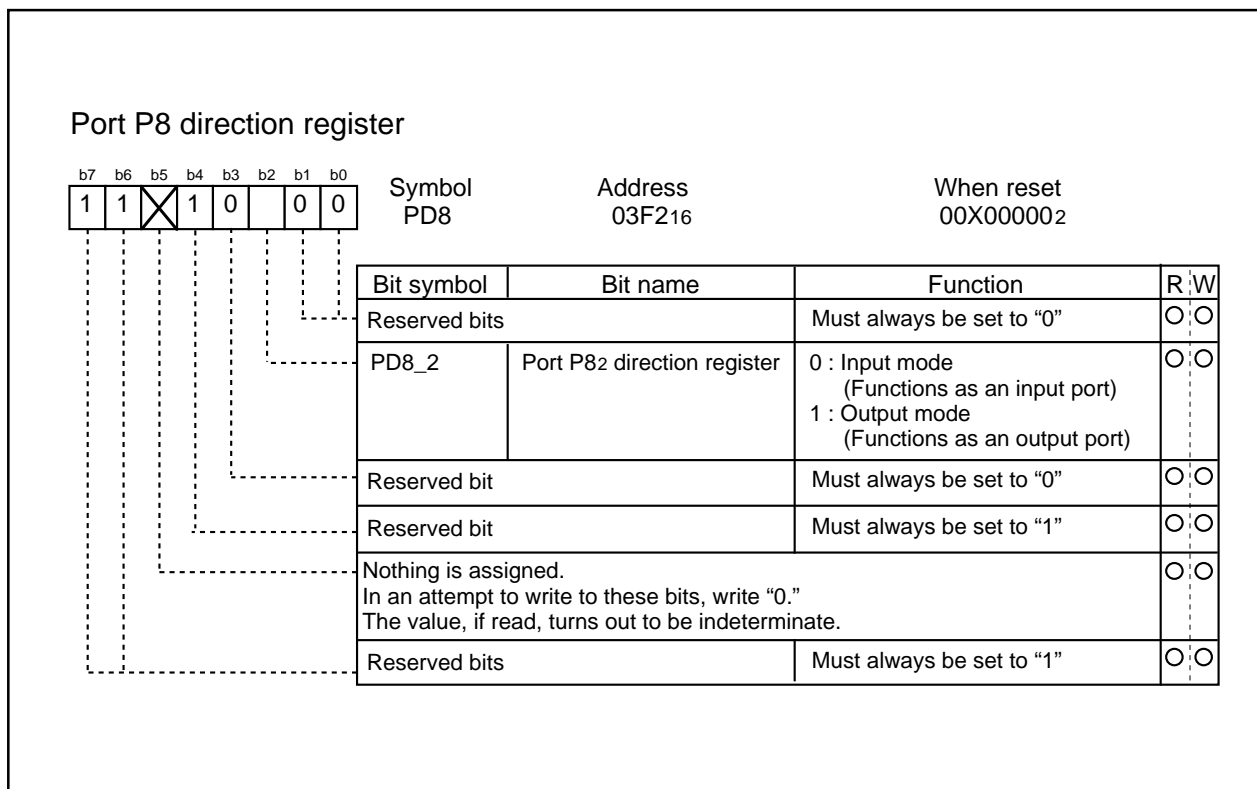 Port P8 direction register
b7 b6 b5 b4 b3 b2 b1 b0
1 1 1 0 0 0
Symbol Address When reset
PD8 03F216 00X000002
Bit symbol Bit name Function R W
Reserved bits Must always be set to “0”
PD8_2 Port P82 direction register 0 : Input mode
(Functions as an input port)
1 : Output mode
(Functions as an output port)
Reserved bit Must always be set to “0”
Reserved bit Must always be set to “1”
Nothing is assigned.
In an attempt to write to these bits, write “0.”
The value, if read, turns out to be indeterminate.
Reserved bits Must always be set to “1”